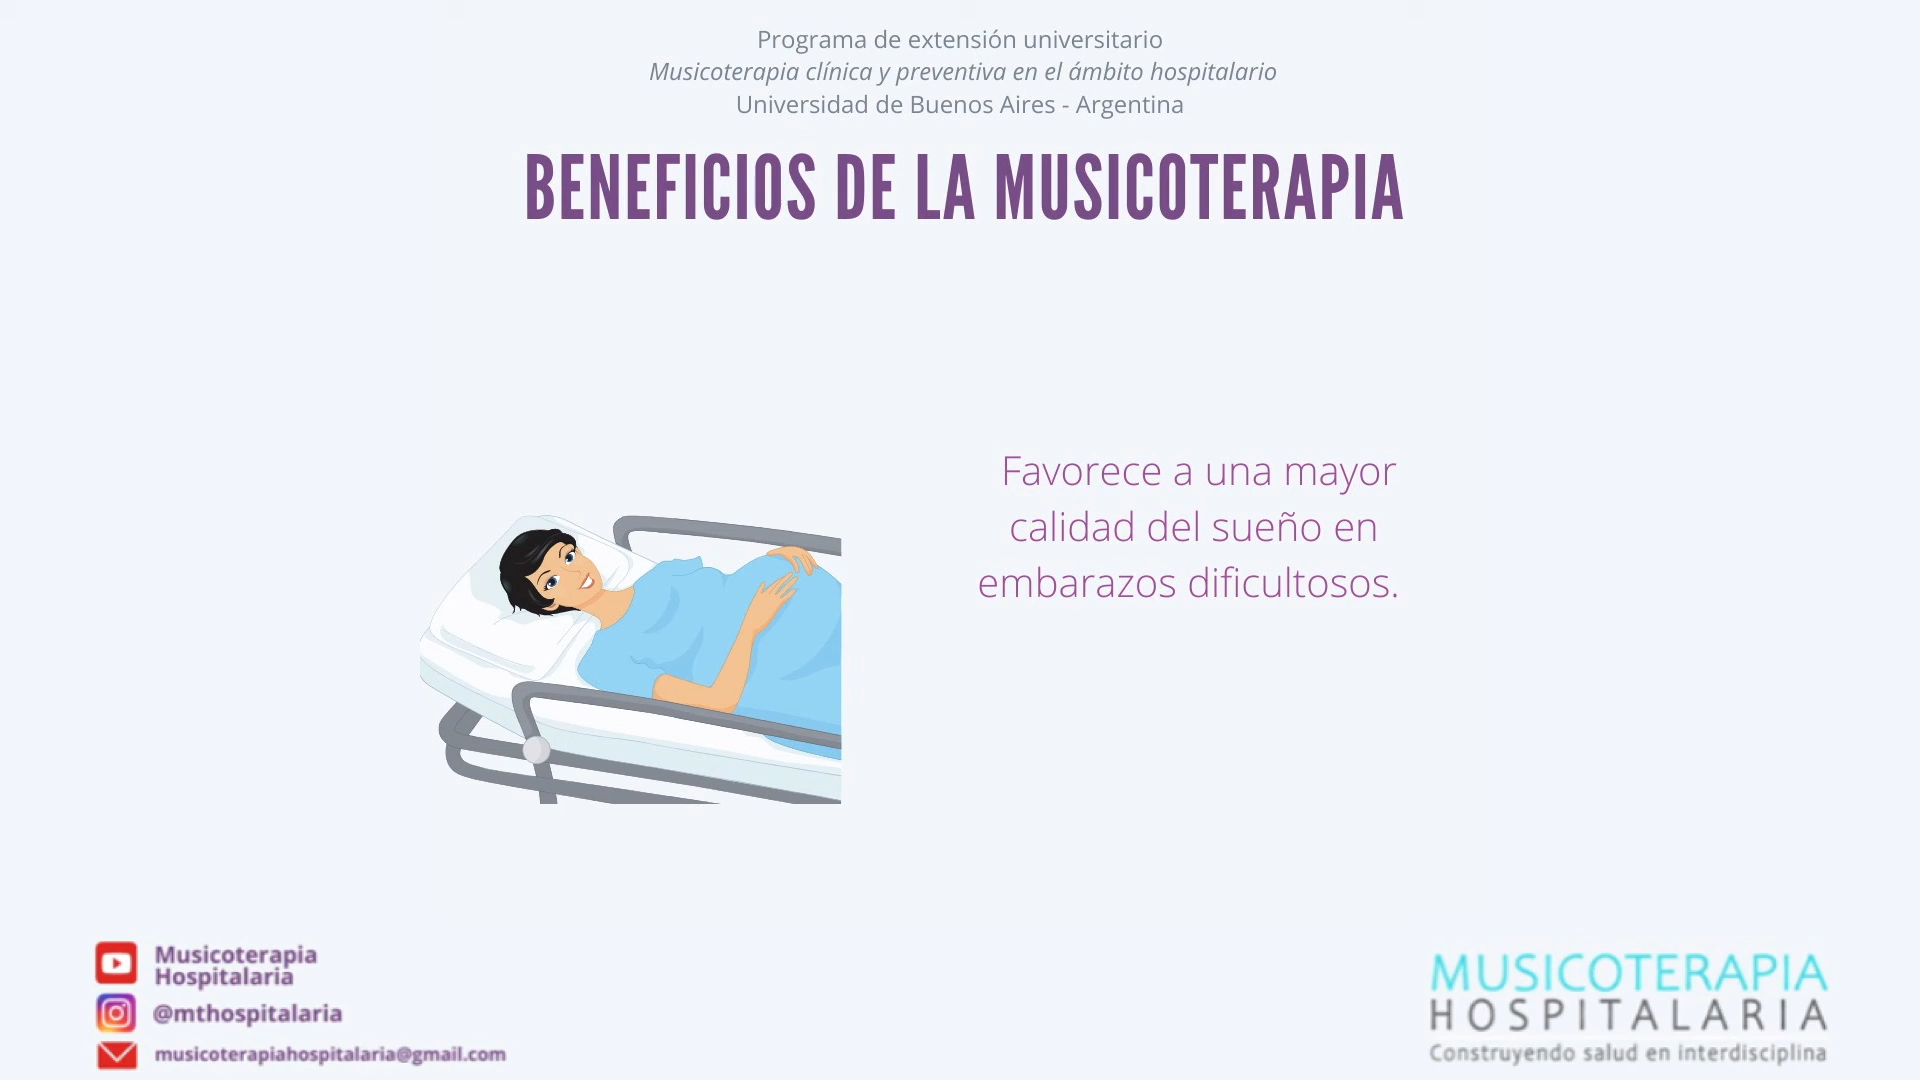 Programa de extensión universitario
Musicoterapia clínica y preventiva en el ámbito hospitalario
Universidad de Buenos Aires - Argentina
BENEFICIOS DE LA MUSICOTERAPIA
Favorece a una mayor
calidad del sueño en
embarazos dificultosos.
Musicoterapia
Hospitalaria
@mthospitalaria
musicoterapiahospitalaria@gmail.com
MUSICOTERAPIA
HOSPITALARIA
Construyendo salud en interdisciplina